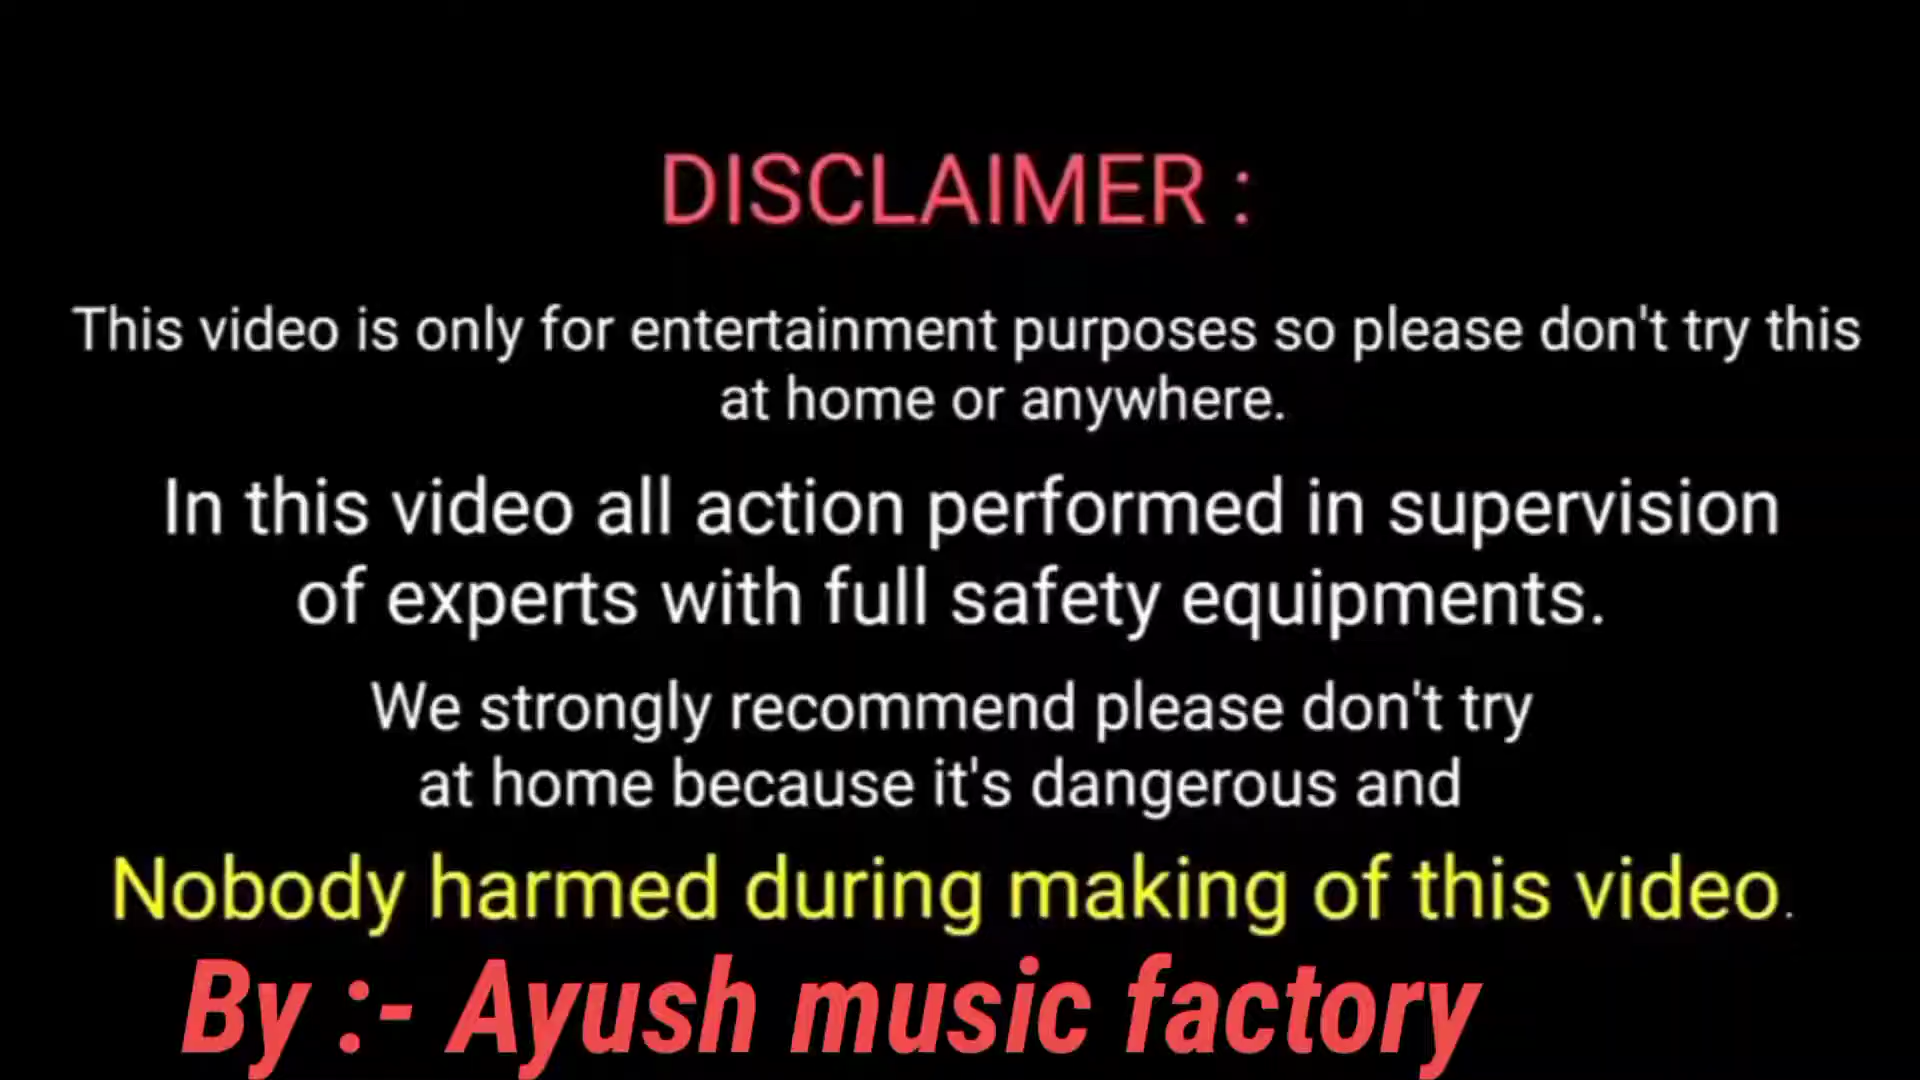 DISCLAIMER :
This video is only for entertainment purposes so please don't try this
at home or anywhere.
In this video all action performed in supervision
of experts with full safety equipments.
We strongly recommend please don't try
at home because it's dangerous and
Nobody harmed during making of this video.
By :- Ayush music factory